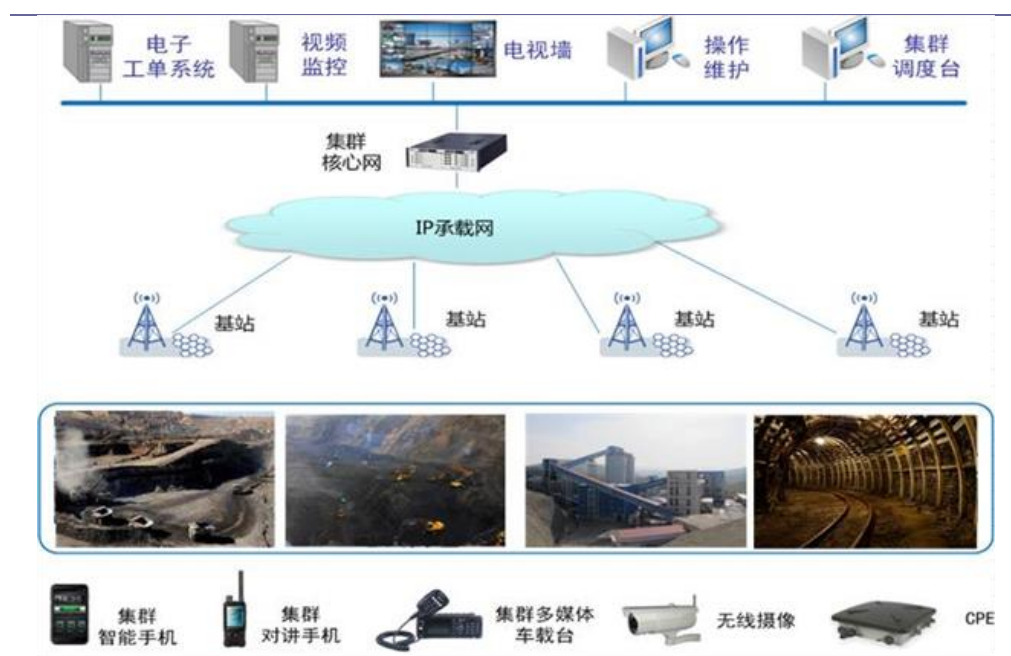 电子
工单系统
视频
监控
电视墙
操作
维护
集群
调度台
集群
核心网
IP承载网
基站
基站
基站
基站
集群
智能手机
集群
对讲手机
集群多媒体
车载台
无线摄像
CPE